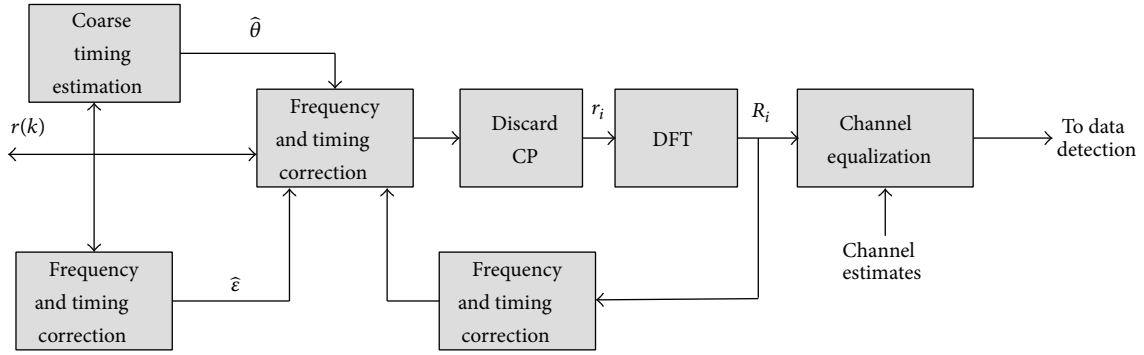 Coarse
timing
estimation
θ̂
r(k)
Frequency
and timing
correction
Discard
CP
r_i
DFT
R_i
Channel
equalization
To data
detection
Frequency
and timing
correction
ε̂
Frequency
and timing
correction
Channel
estimates